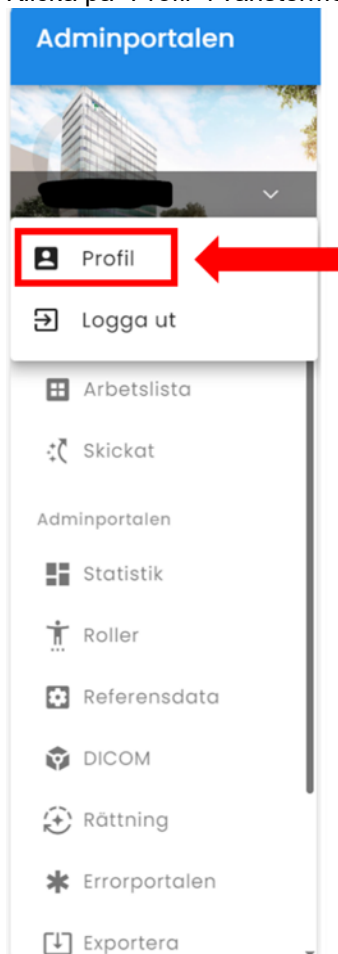 Adminportalen
Profil
Logga ut
Arbetslista
Skickat
Adminportalen
Statistik
Roller
Referensdata
DICOM
Rättning
Errorportalen
Exportera